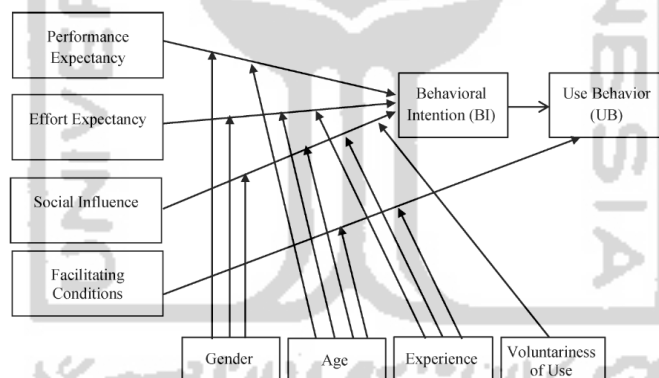 Performance
Expectancy
Effort Expectancy
Social Influence
Facilitating
Conditions
Behavioral
Intention (BI)
Use Behavior
(UB)
Gender
Age
Experience
Voluntariness
of Use
NESIA